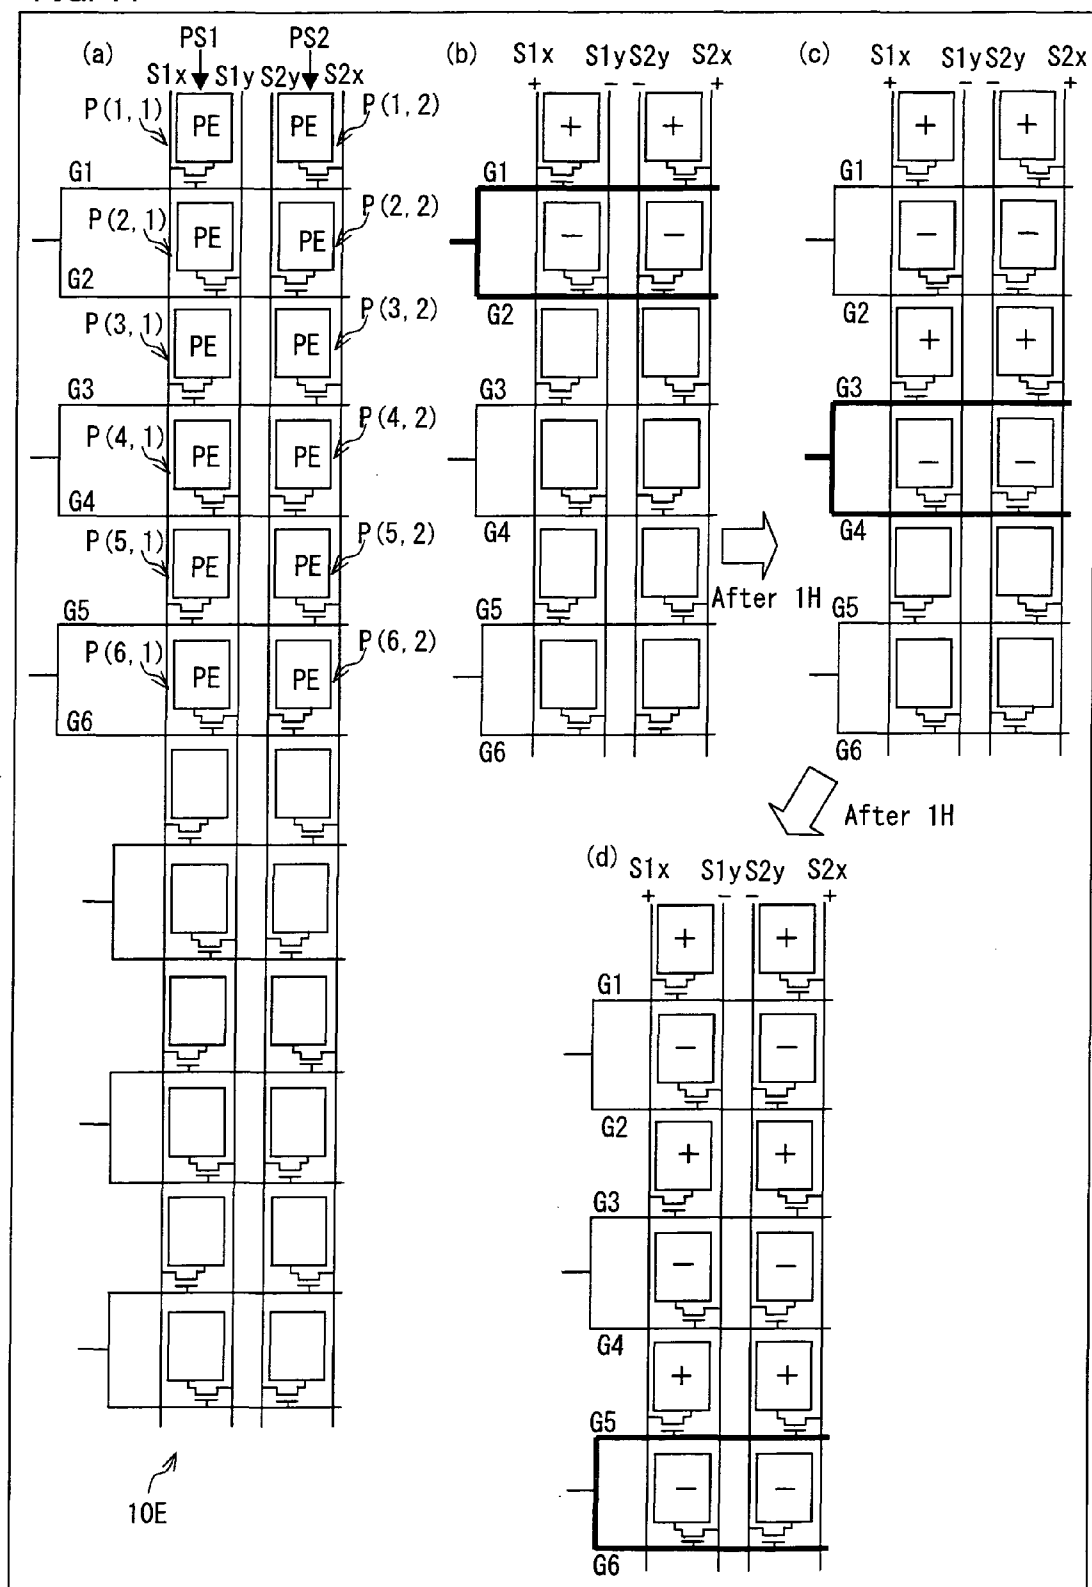 (a) PS1 PS2
S1x S1y S2y S2x
P(1, 1) PE PE P(1, 2)
G1
P(2, 1) PE PE P(2, 2)
G2
P(3, 1) PE PE P(3, 2)
G3
P(4, 1) PE PE P(4, 2)
G4
P(5, 1) PE PE P(5, 2)
G5
P(6, 1) PE PE P(6, 2)
G6
10E
(b) S1x S1y S2y S2x
+ - - +
+ +
G1
- -
G2
G3
G4
G5
G6
After 1H
(c) S1x S1y S2y S2x
+ - - +
+ +
G1
- -
G2
+ +
G3
- -
G4
G5
G6
After 1H
(d) S1x S1y S2y S2x
+ - - +
+ +
G1
- -
G2
+ +
G3
- -
G4
+ +
G5
- -
G6